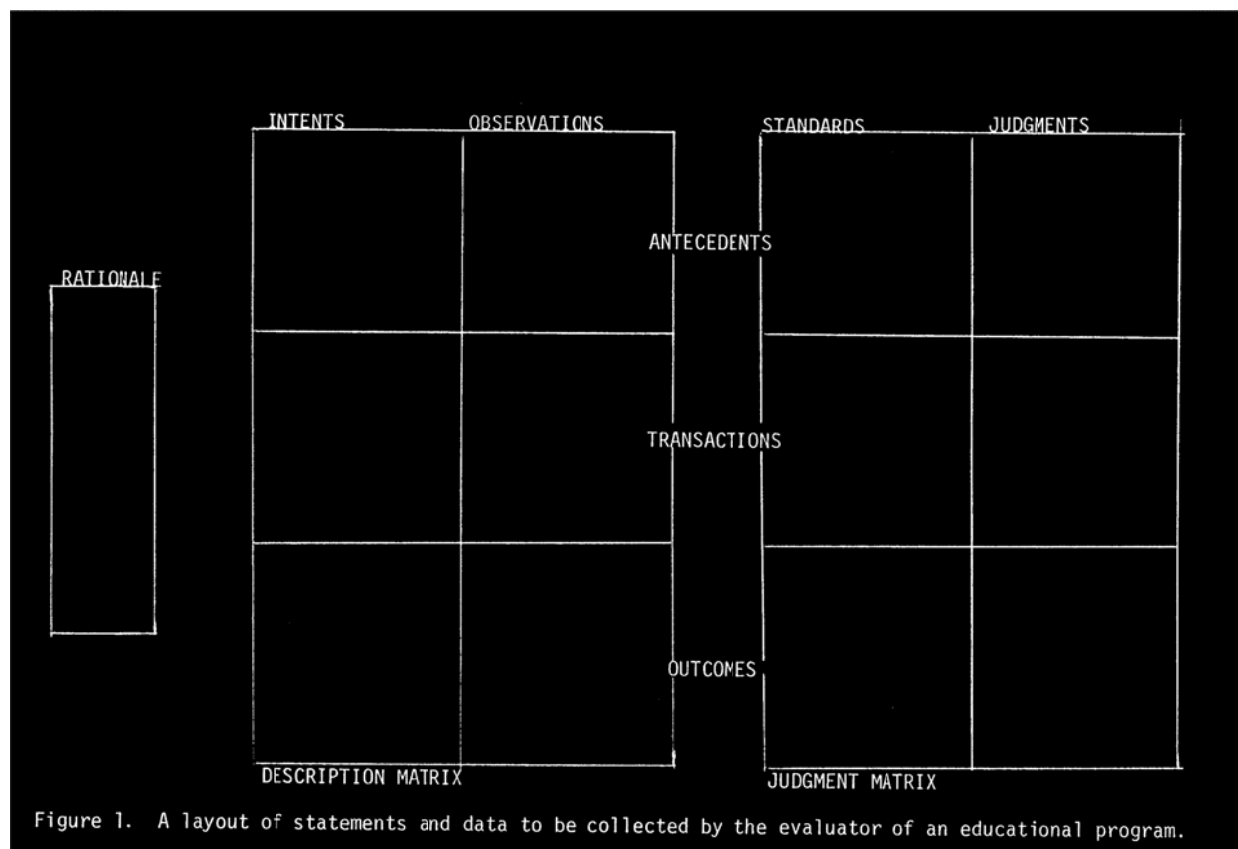 INTENTS OBSERVATIONS STANDARDS JUDGMENTS
ANTECEDENTS
RATIONALE
TRANSACTIONS
OUTCOMES
DESCRIPTION MATRIX JUDGMENT MATRIX
Figure 1. A layout of statements and data to be collected by the evaluator of an educational program.